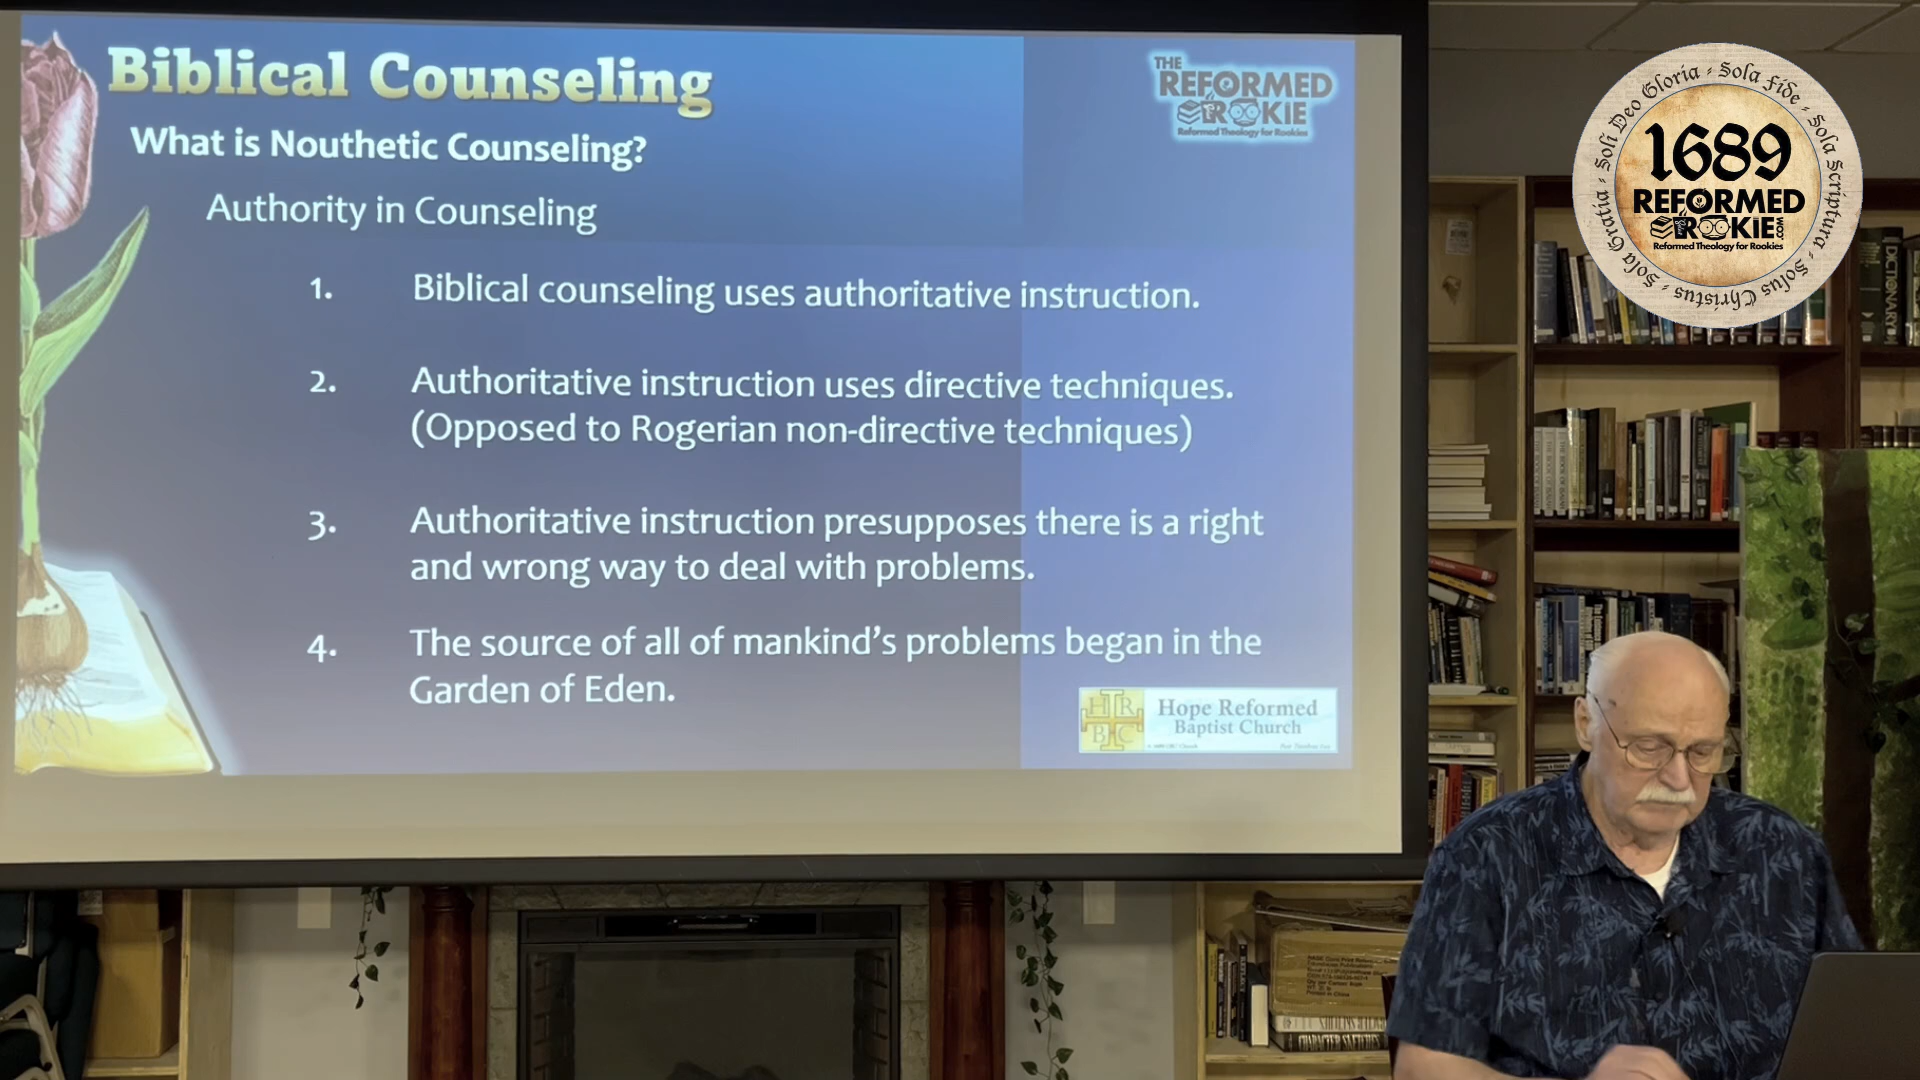 Biblical Counseling
What is Nouthetic Counseling?
Authority in Counseling
1. Biblical counseling uses authoritative instruction.
2. Authoritative instruction uses directive techniques.
(Opposed to Rogerian non-directive techniques)
3. Authoritative instruction presupposes there is a right
and wrong way to deal with problems.
4. The source of all of mankind's problems began in the
Garden of Eden.
THE
REFORMED
ROOKIE
Reformed Theology for Rookies
H R
B C
Hope Reformed
Baptist Church
Soli Deo Gloria - Sola Fide - Sola Scriptura - Solus Christus - Sola Gratia -
1689
REFORMED
ROOKIE.COM
Reformed Theology for Rookies
DICTIONARY
Printed in China